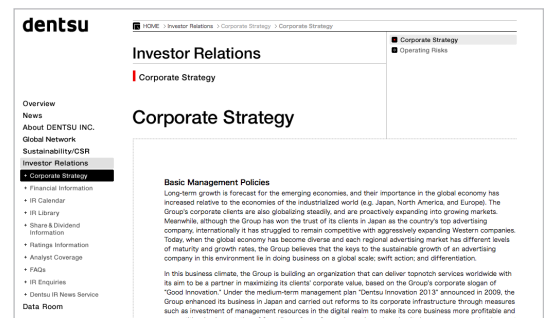 dentsu
HOME > Investor Relations > Corporate Strategy > Corporate Strategy
Investor Relations
Corporate Strategy
Corporate Strategy
Operating Risks
Overview
News
About DENTSU INC.
Global Network
Sustainability/CSR
Investor Relations
Corporate Strategy
Financial Information
IR Calendar
IR Library
Share & Dividend
Information
Ratings Information
Analyst Coverage
FAQs
IR Enquiries
Dentsu IR News Service
Data Room
Corporate Strategy
Basic Management Policies
Long-term growth is forecast for the emerging economies, and their importance in the global economy has
increased relative to the economies of the industrialized world (e.g. Japan, North America, and Europe). The
Group's corporate clients are also globalizing steadily, and are proactively expanding into growing markets.
Meanwhile, although the Group has won the trust of its clients in Japan as the country's top advertising
company, internationally it has struggled to remain competitive with aggressively expanding Western companies.
Today, when the global economy has become diverse and each regional advertising market has different levels
of maturity and growth rates, the Group believes that the keys to the sustainable growth of an advertising
company in this environment lie in doing business on a global scale; swift action; and differentiation.
In this business climate, the Group is building an organization that can deliver topnotch services worldwide with
its aim to be a partner in maximizing its clients' corporate value, based on the Group's corporate slogan of
"Good Innovation." Under the medium-term management plan "Dentsu Innovation 2013" announced in 2009, the
Group enhanced its business in Japan and carried out reforms to its corporate infrastructure through measures
such as investment of management resources in the digital realm to make its core business more profitable and